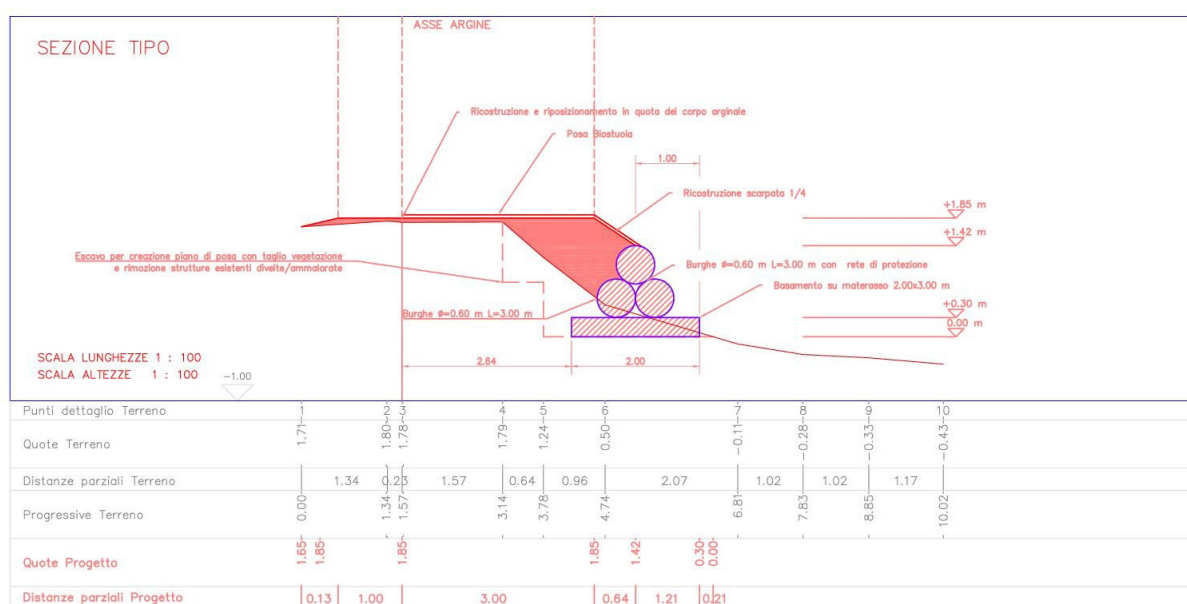 ASSE ARGINE
SEZIONE TIPO
Ricostruzione e riposizionamento in quota del corpo arginale
Posa Biostuoia
1.00
Ricostruzione scarpata 1/4
+1.85 m
+1.42 m
Escavo per creazione piano di posa con taglio vegetazione
e rimozione strutture esistenti divelte/ammalorate
Burghe ø=0.60 m L=3.00 m con rete di protezione
Basamento su materasso 2.00x3.00 m
+0.30 m
Burghe ø=0.60 m L=3.00 m
0.00 m
SCALA LUNGHEZZE 1 : 100
2.64 2.00
SCALA ALTEZZE 1 : 100
-1.00
Punti dettaglio Terreno 1 2 3 4 5 6 7 8 9 10
Quote Terreno 1.71 1.80 1.78 1.79 1.24 0.50 -0.11 -0.28 -0.33 -0.43
Distanze parziali Terreno 1.34 0.23 1.57 0.64 0.96 2.07 1.02 1.02 1.17
Progressive Terreno 0.00 1.34 1.57 3.14 3.78 4.74 6.81 7.83 8.85 10.02
Quote Progetto 1.65 1.85 1.85 1.85 1.42 0.30 0.00
Distanze parziali Progetto 0.13 1.00 3.00 0.64 1.21 0.21